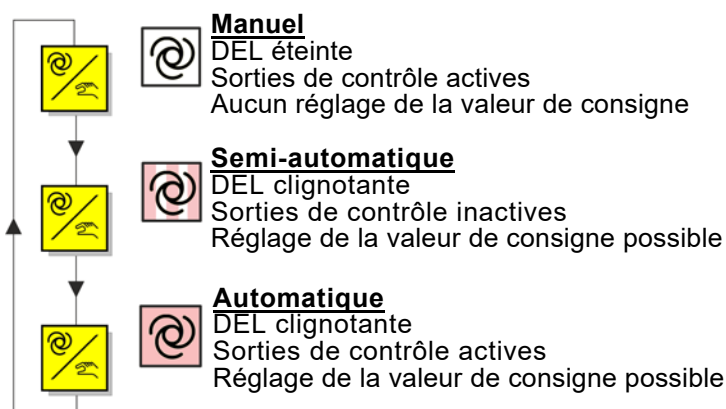 Manuel
DEL éteinte
Sorties de contrôle actives
Aucun réglage de la valeur de consigne
Semi-automatique
DEL clignotante
Sorties de contrôle inactives
Réglage de la valeur de consigne possible
Automatique
DEL clignotante
Sorties de contrôle actives
Réglage de la valeur de consigne possible